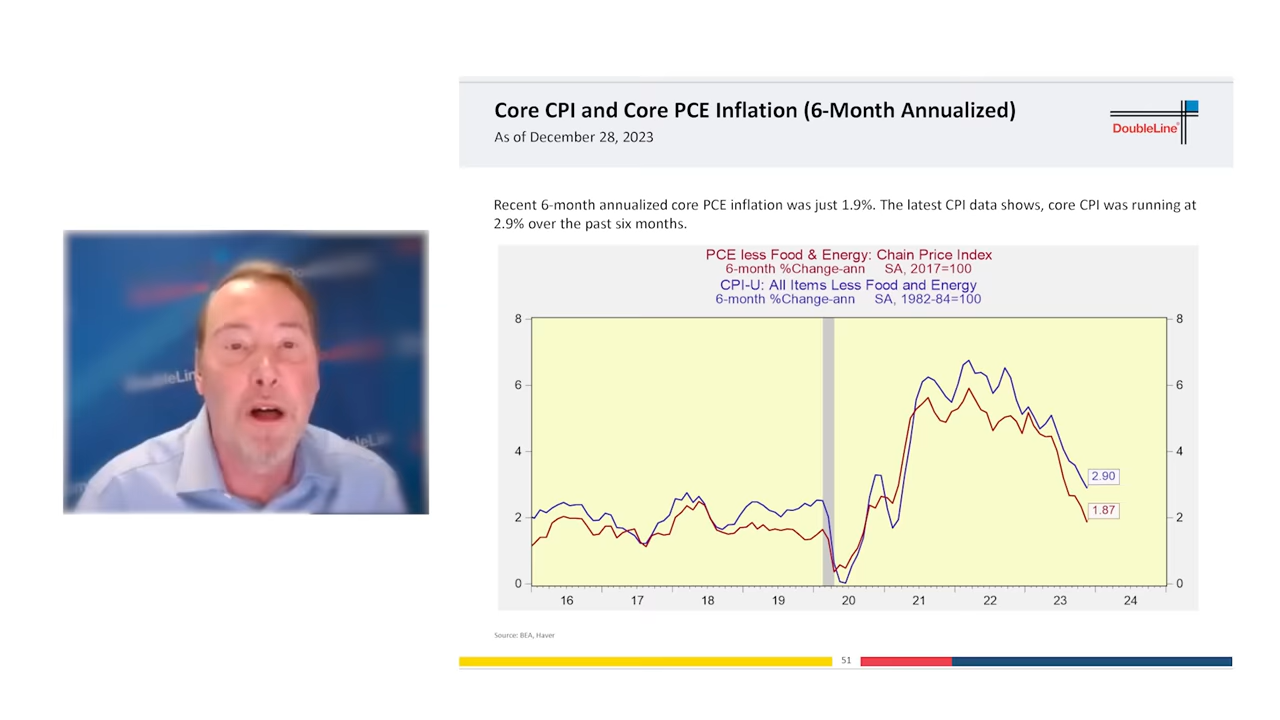 Core CPI and Core PCE Inflation (6-Month Annualized)
As of December 28, 2023
DoubleLine®
Recent 6-month annualized core PCE inflation was just 1.9%. The latest CPI data shows, core CPI was running at
2.9% over the past six months.
PCE less Food & Energy: Chain Price Index
6-month %Change-ann SA, 2017=100
CPI-U: All Items Less Food and Energy
6-month %Change-ann SA, 1982-84=100
8 8
6 6
4 4
2.90
1.87
2 2
0 0
16 17 18 19 20 21 22 23 24
DoubleLin
Source: BEA, Haver
51